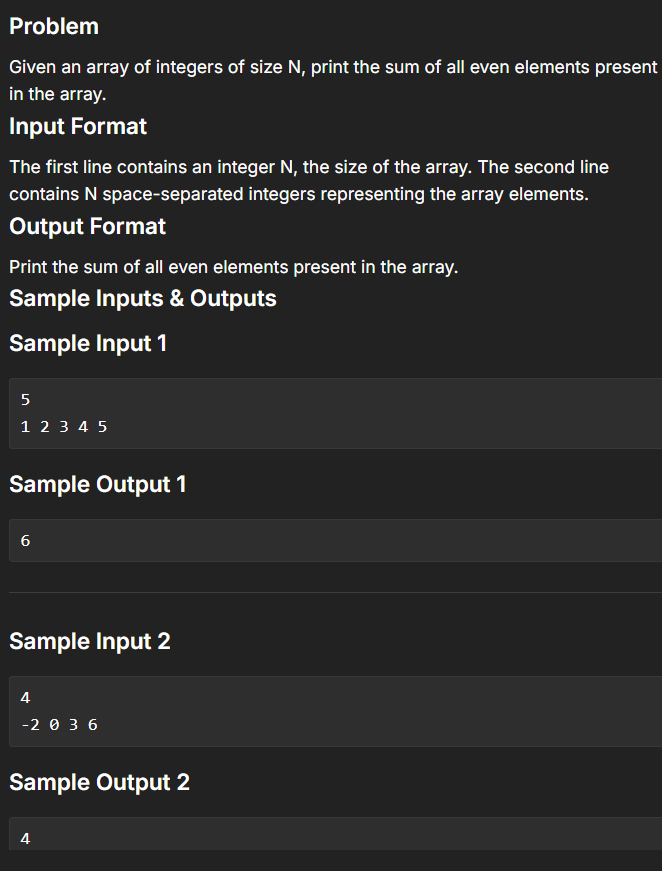 Problem
Given an array of integers of size N, print the sum of all even elements present
in the array.
Input Format
The first line contains an integer N, the size of the array. The second line
contains N space-separated integers representing the array elements.
Output Format
Print the sum of all even elements present in the array.
Sample Inputs & Outputs
Sample Input 1
5
1 2 3 4 5
Sample Output 1
6
Sample Input 2
4
-2 0 3 6
Sample Output 2
4